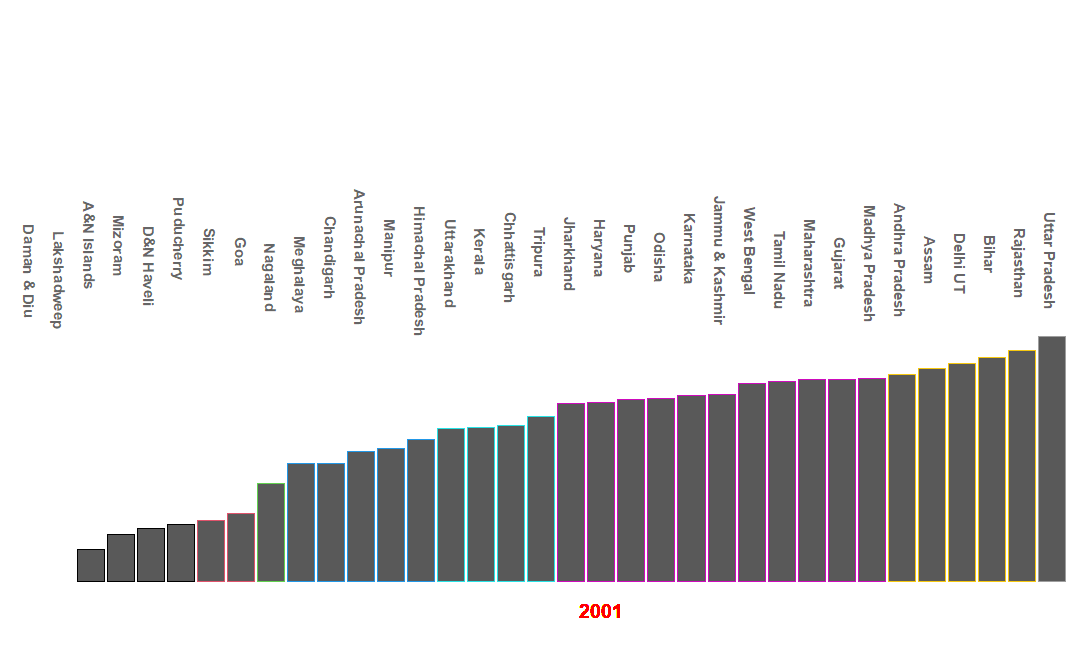 Daman & Diu
Lakshadweep
A&N Islands
Mizoram
D&N Haveli
Puducherry
Sikkim
Goa
Nagaland
Meghalaya
Chandigarh
Arunachal Pradesh
Manipur
Himachal Pradesh
Uttarakhand
Kerala
Chhattisgarh
Tripura
Jharkhand
Haryana
Punjab
Odisha
Karnataka
Jammu & Kashmir
West Bengal
Tamil Nadu
Maharashtra
Gujarat
Madhya Pradesh
Andhra Pradesh
Assam
Delhi UT
Bihar
Rajasthan
Uttar Pradesh
2001